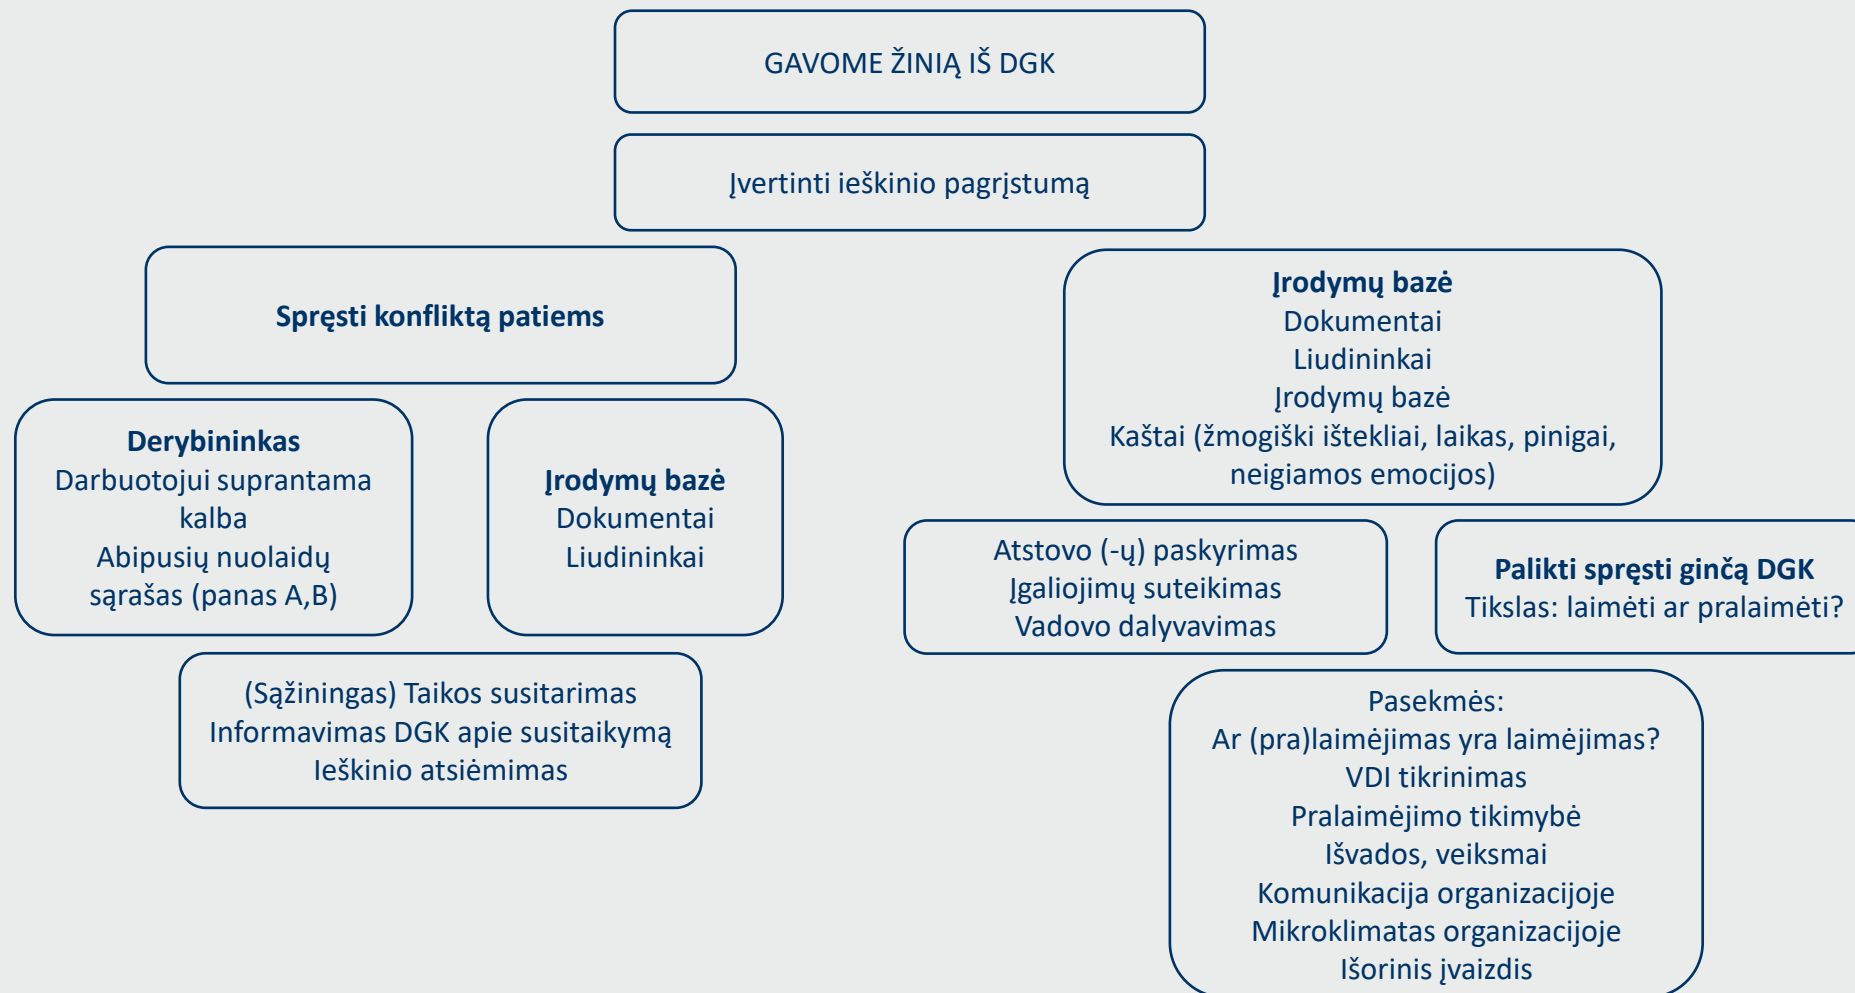 GAVOME ŽINIĄ IŠ DGK
Įvertinti ieškinio pagrįstumą
Spręsti konfliktą patiems
Derybininkas
Darbuotojui suprantama
kalba
Abipusių nuolaidų
sąrašas (panas A,B)
Įrodymų bazė
Dokumentai
Liudininkai
(Sąžiningas) Taikos susitarimas
Informavimas DGK apie susitaikymą
Ieškinio atsiėmimas
Įrodymų bazė
Dokumentai
Liudininkai
Įrodymų bazė
Kaštai (žmogiški ištekliai, laikas, pinigai,
neigiamos emocijos)
Atstovo (-ų) paskyrimas
Įgaliojimų suteikimas
Vadovo dalyvavimas
Palikti spręsti ginčą DGK
Tikslas: laimėti ar pralaimėti?
Pasekmės:
Ar (pra)laimėjimas yra laimėjimas?
VDI tikrinimas
Pralaimėjimo tikimybė
Išvados, veiksmai
Komunikacija organizacijoje
Mikroklimatas organizacijoje
Išorinis įvaizdis